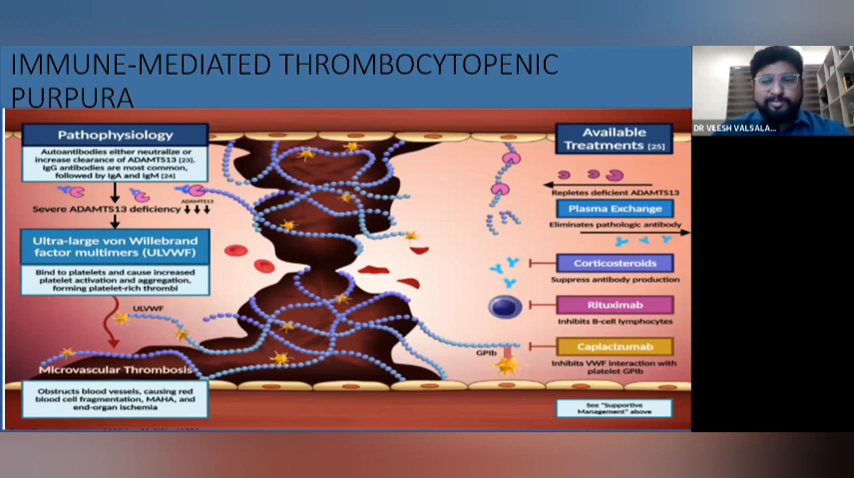 IMMUNE-MEDIATED THROMBOCYTOPENIC
PURPURA
DR VILESH VALSALA...
Pathophysiology
Autoantibodies either neutralize or
increase clearance of ADAMTS13 [23].
IgG antibodies are most common,
followed by IgA and IgM [24]
ADAMTS13
Severe ADAMTS13 deficiency
Ultra-large von Willebrand
factor multimers (ULVWF)
Bind to platelets and cause increased
platelet activation and aggregation,
forming platelet-rich thrombi
ULVWF
Microvascular Thrombosis
Obstructs blood vessels, causing red
blood cell fragmentation, MAHA, and
end-organ ischemia
Available
Treatments [25]
Repletes deficient ADAMTS13
Plasma Exchange
Eliminates pathologic antibody
Corticosteroids
Suppress antibody production
Rituximab
Inhibits B-cell lymphocytes
Caplacizumab
GPIb
Inhibits VWF interaction with
platelet GPIb
See "Supportive
Management" above